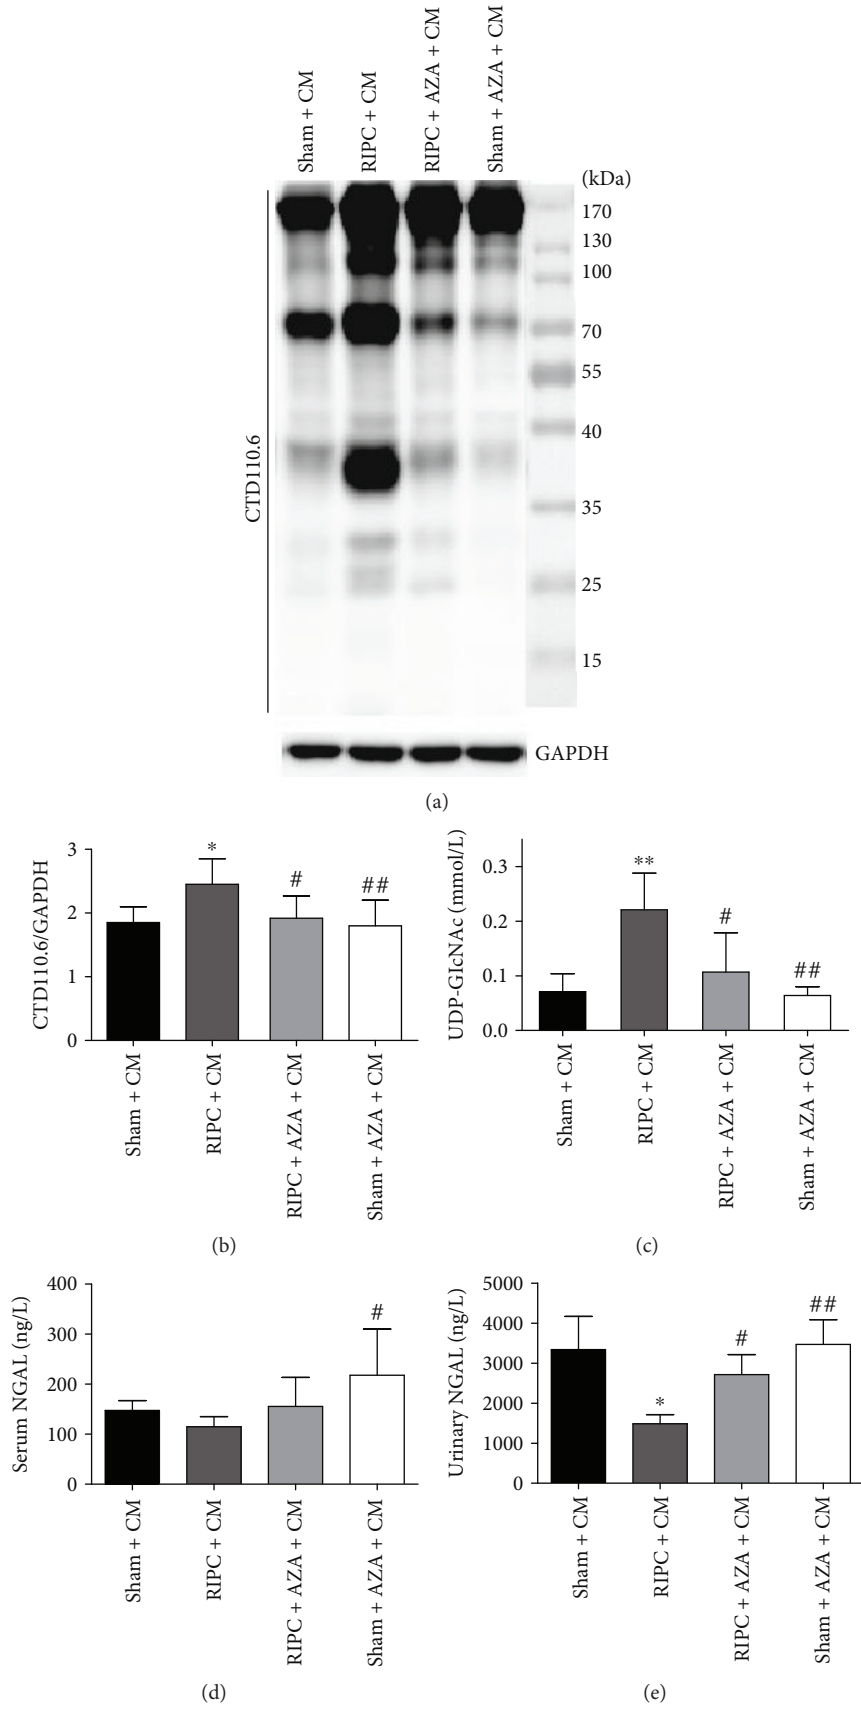 Sham + CM
RIPC + CM
RIPC + AZA + CM
Sham + AZA + CM
(kDa)
170
130
100
70
55
40
35
25
15
CTD110.6
GAPDH
(a)
CTD110.6/GAPDH
3
2
1
0
*
#
##
Sham + CM
RIPC + CM
RIPC + AZA + CM
Sham + AZA + CM
(b)
UDP-GlcNAc (mmol/L)
0.3
0.2
0.1
0.0
**
#
##
Sham + CM
RIPC + CM
RIPC + AZA + CM
Sham + AZA + CM
(c)
Serum NGAL (ng/L)
400
300
200
100
0
#
Sham + CM
RIPC + CM
RIPC + AZA + CM
Sham + AZA + CM
(d)
Urinary NGAL (ng/L)
5000
4000
3000
2000
1000
0
*
#
##
Sham + CM
RIPC + CM
RIPC + AZA + CM
Sham + AZA + CM
(e)